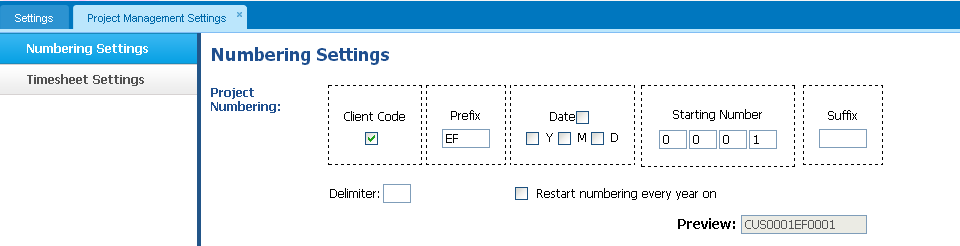 Settings
Project Management Settings ×
Numbering Settings
Timesheet Settings
Numbering Settings
Project Numbering:
Client Code
Prefix
EF
Date
Y M D
Starting Number
0 0 0 1
Suffix
Delimiter:
Restart numbering every year on
Preview: CUS0001EF0001